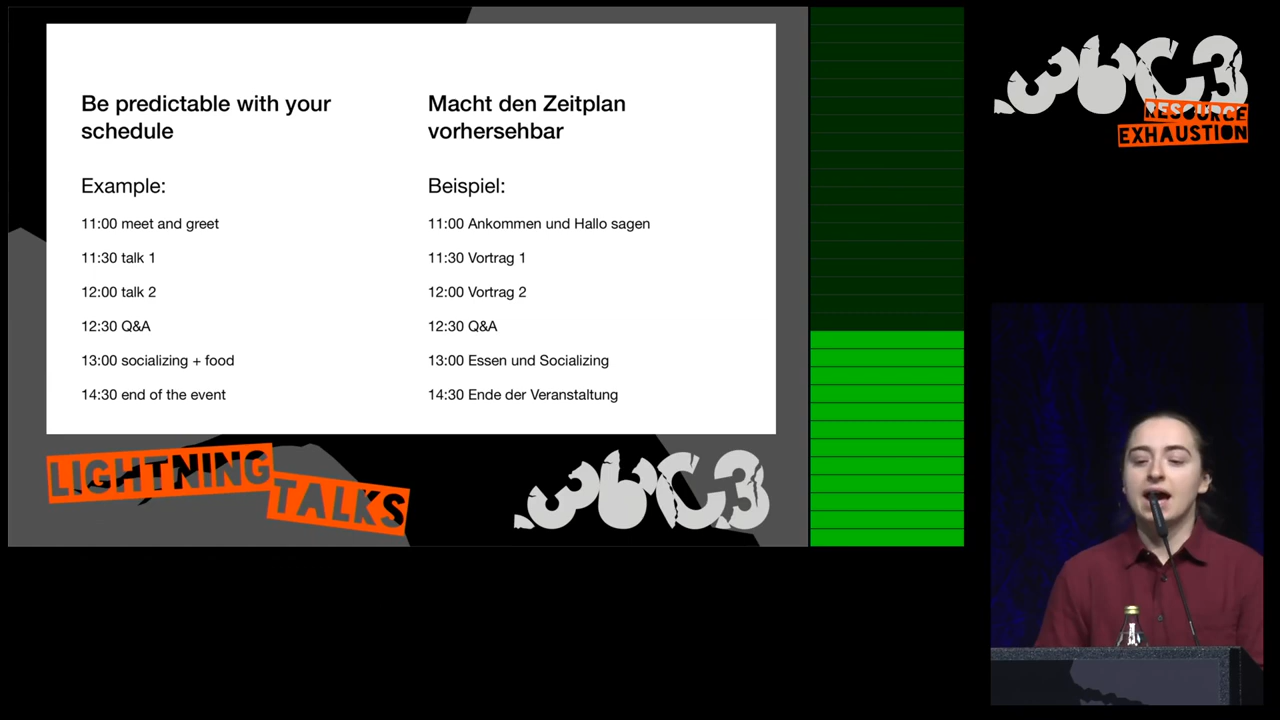 Be predictable with your
schedule
Example:
11:00 meet and greet
11:30 talk 1
12:00 talk 2
12:30 Q&A
13:00 socializing + food
14:30 end of the event
Macht den Zeitplan
vorhersehbar
Beispiel:
11:00 Ankommen und Hallo sagen
11:30 Vortrag 1
12:00 Vortrag 2
12:30 Q&A
13:00 Essen und Socializing
14:30 Ende der Veranstaltung
LIGHTNING
TALKS
36C3
36C3
RESOURCE
EXHAUSTION